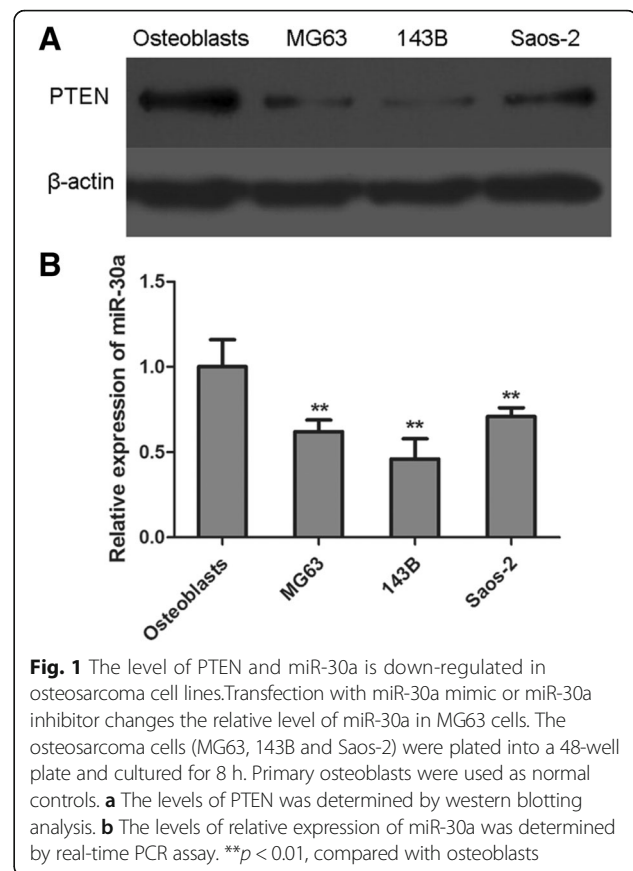 A
Osteoblasts MG63 143B Saos-2
PTEN
β-actin
B
Relative expression of miR-30a
1.5
1.0
0.5
0.0
** ** **
Osteoblasts MG63 143B Saos-2
Fig. 1 The level of PTEN and miR-30a is down-regulated in
osteosarcoma cell lines.Transfection with miR-30a mimic or miR-30a
inhibitor changes the relative level of miR-30a in MG63 cells. The
osteosarcoma cells (MG63, 143B and Saos-2) were plated into a 48-well
plate and cultured for 8 h. Primary osteoblasts were used as normal
controls. a The levels of PTEN was determined by western blotting
analysis. b The levels of relative expression of miR-30a was determined
by real-time PCR assay. **p < 0.01, compared with osteoblasts